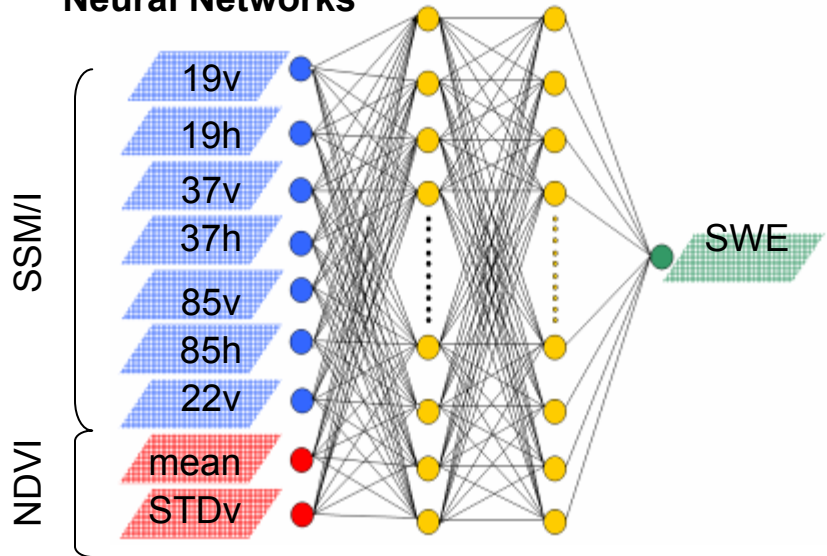 Neural Networks
SSM/I
19v
19h
37v
37h
85v
85h
22v
NDVI
mean
STDv
SWE